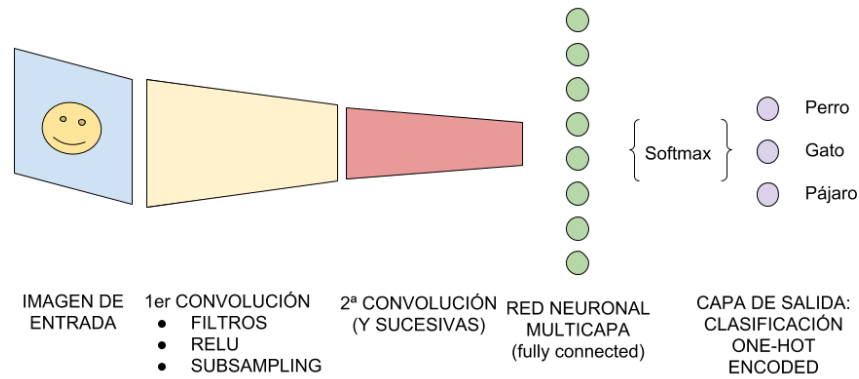 Softmax
Perro
Gato
Pájaro
IMAGEN DE
ENTRADA
1er CONVOLUCIÓN
● FILTROS
● RELU
● SUBSAMPLING
2ª CONVOLUCIÓN
(Y SUCESIVAS)
RED NEURONAL
MULTICAPA
(fully connected)
CAPA DE SALIDA:
CLASIFICACIÓN
ONE-HOT
ENCODED